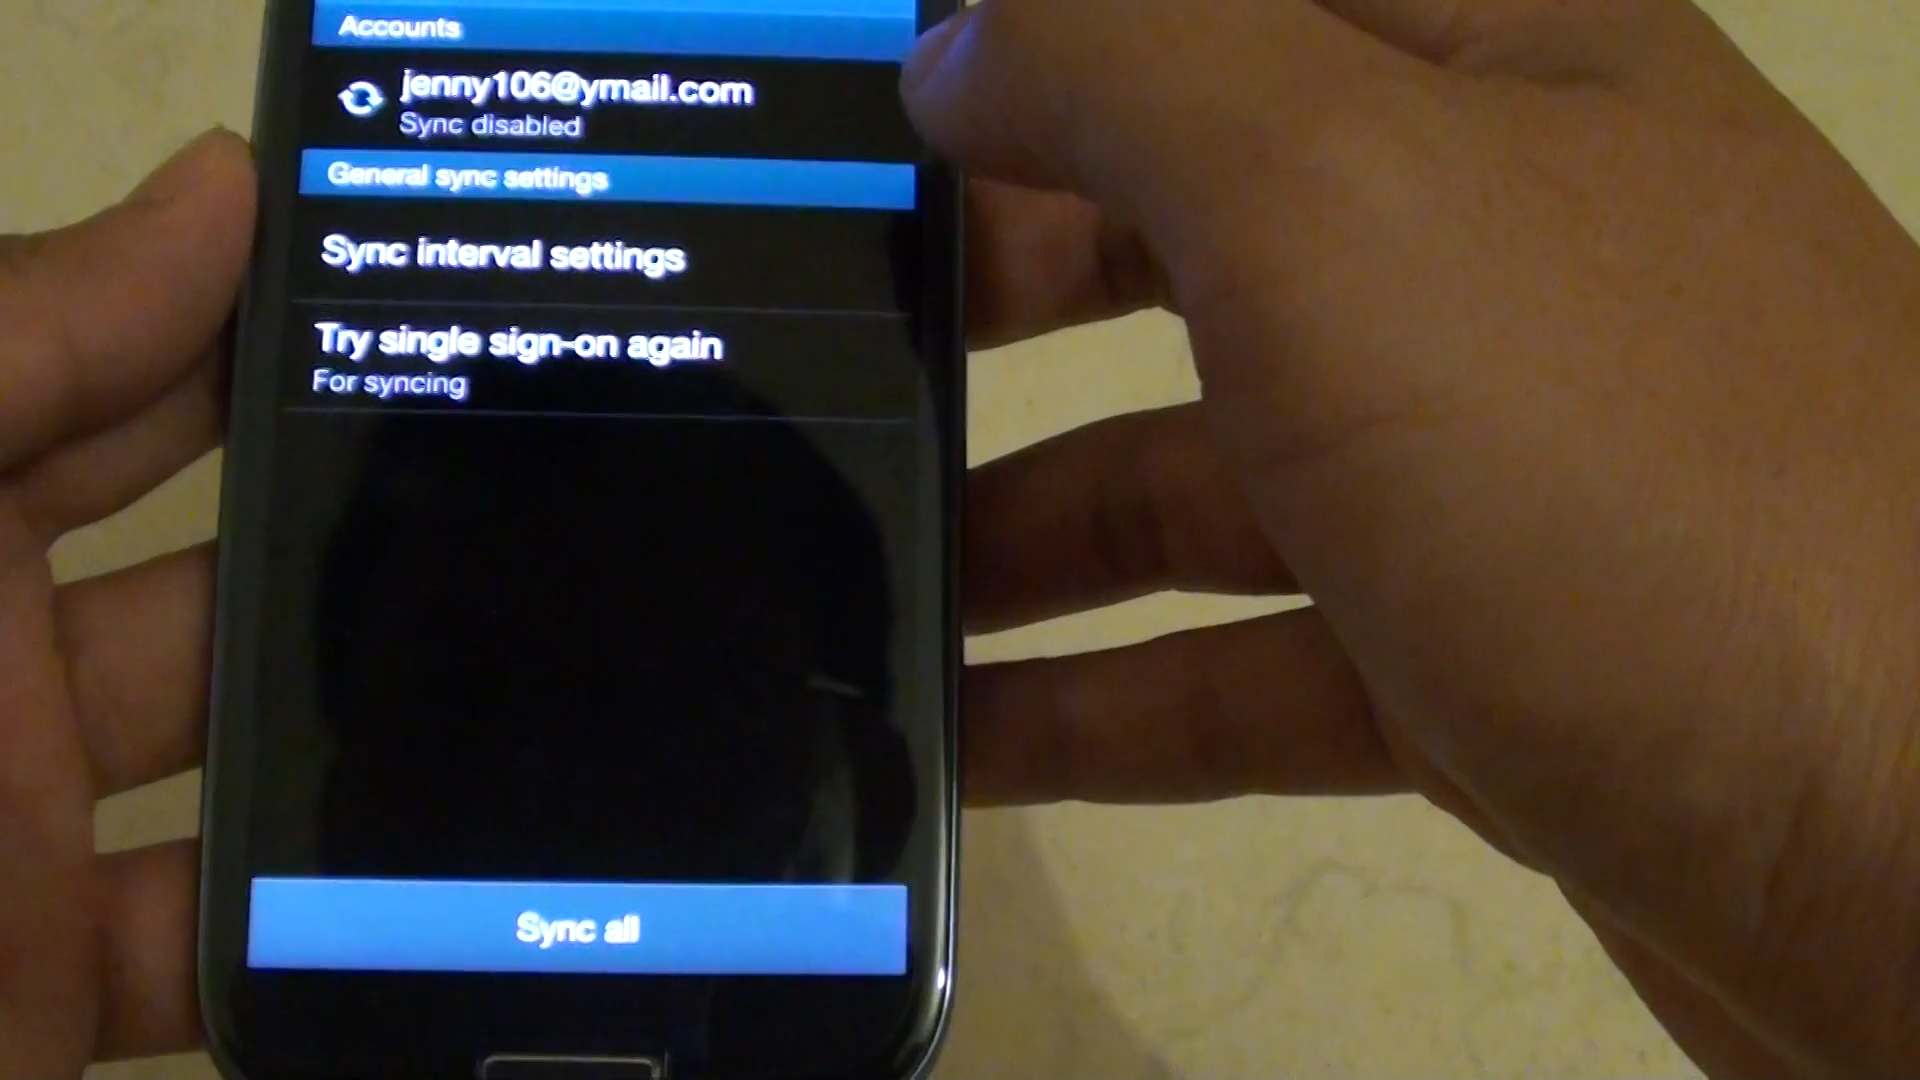 Accounts
jenny106@ymail.com
Sync disabled
General sync settings
Sync interval settings
Try single sign-on again
For syncing
Sync all